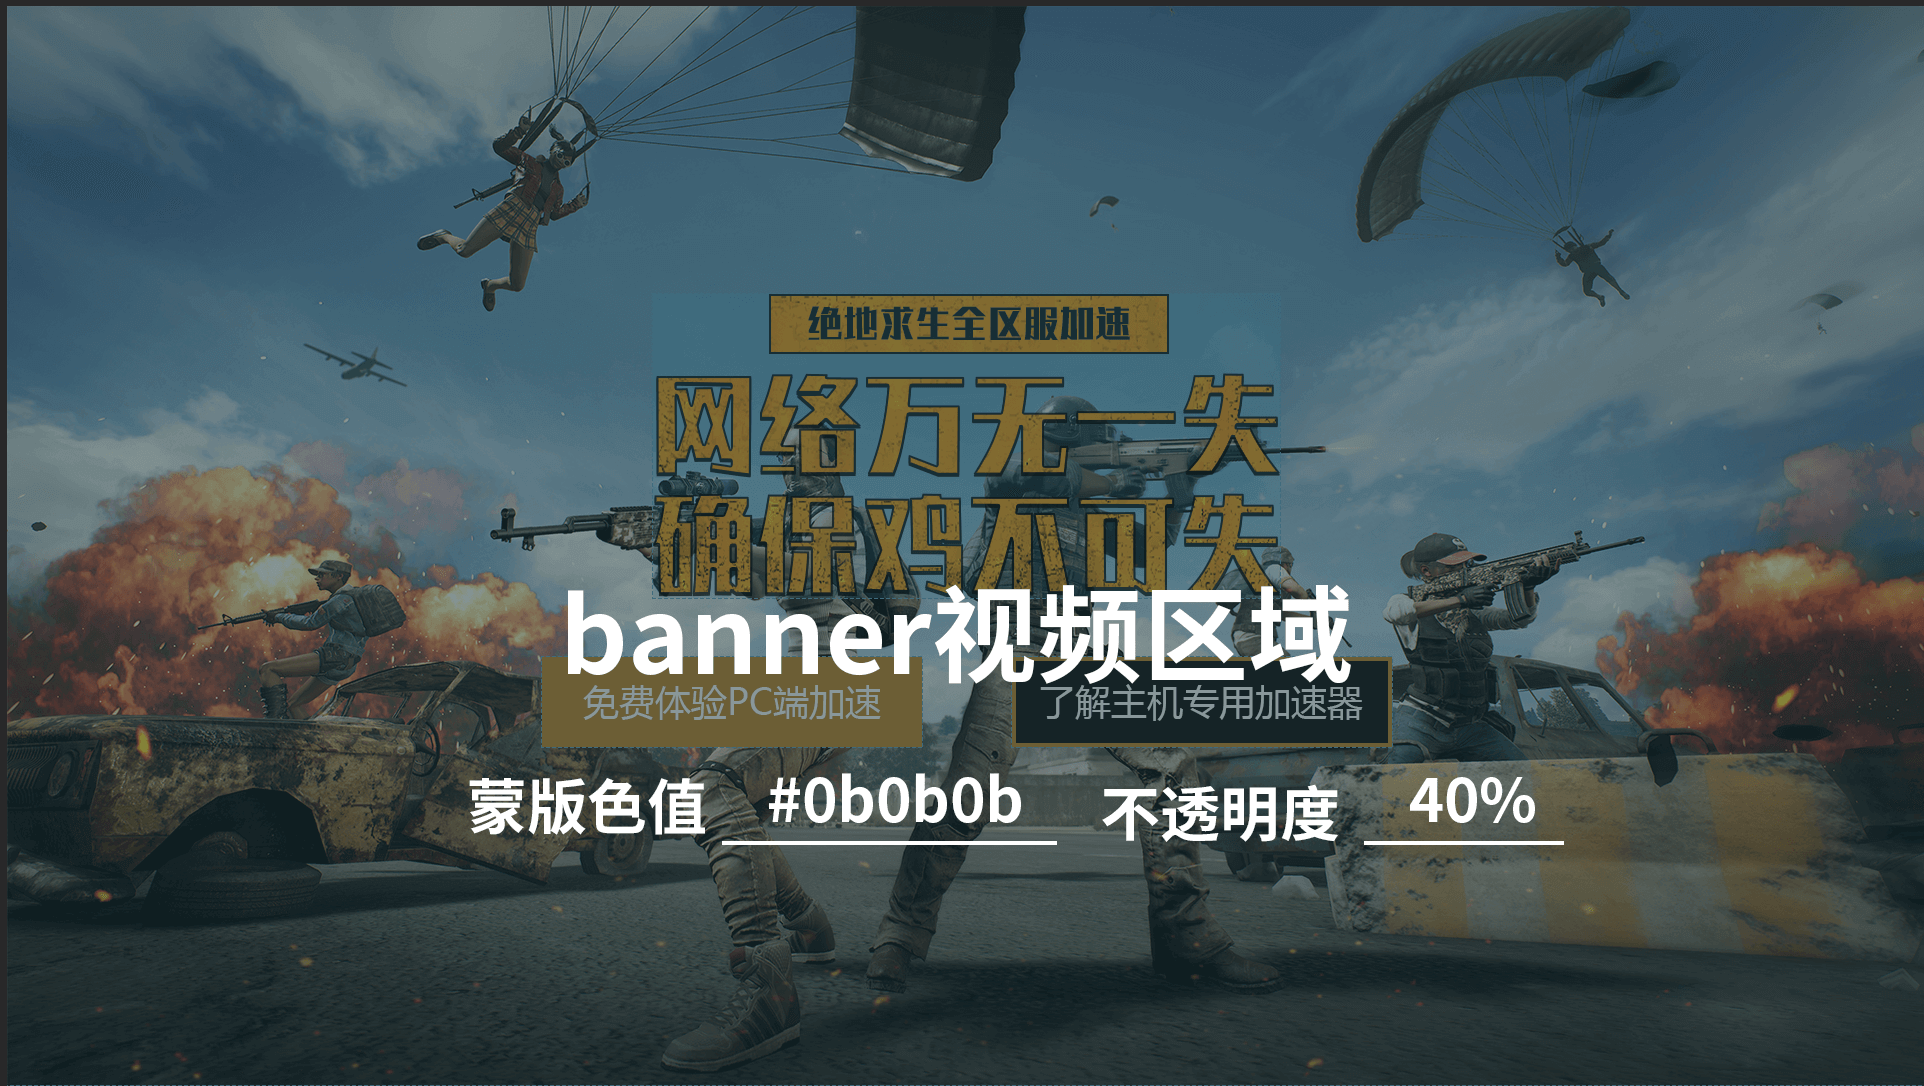 绝地求生全区服加速
网络万无一失
确保鸡不可失
banner视频区域
免费体验PC端加速
了解主机专用加速器
蒙版色值 #0b0b0b 不透明度 40%